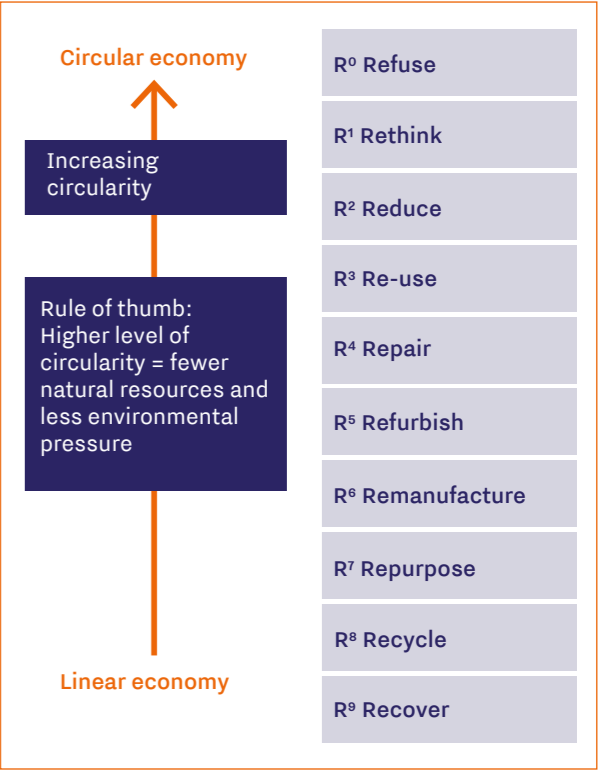 Circular economy
Increasing
circularity
Rule of thumb:
Higher level of
circularity = fewer
natural resources and
less environmental
pressure
Linear economy
R⁰ Refuse
R¹ Rethink
R² Reduce
R³ Re-use
R⁴ Repair
R⁵ Refurbish
R⁶ Remanufacture
R⁷ Repurpose
R⁸ Recycle
R⁹ Recover